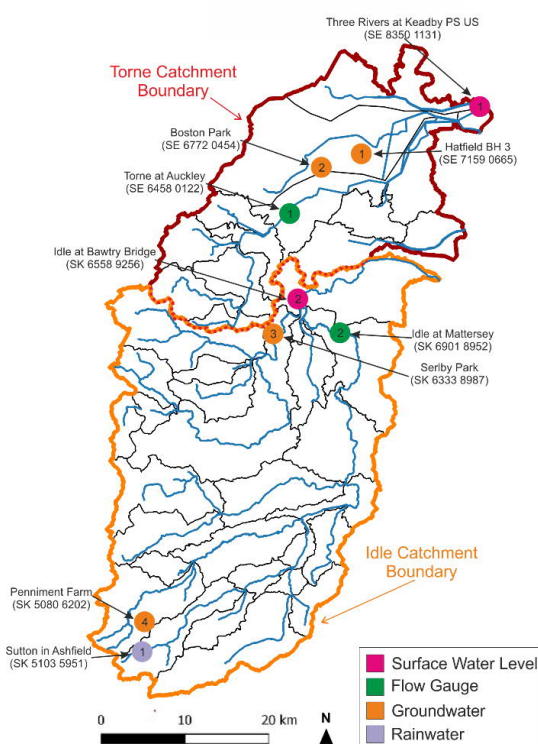 Three Rivers at Keadby PS US
(SE 8350 1131)
Torne Catchment
Boundary
1
Boston Park
(SE 6772 0454)
1
Hatfield BH 3
(SE 7159 0665)
2
Torne at Auckley
(SE 6458 0122)
1
Idle at Bawtry Bridge
(SK 6558 9256)
2
3
2
Idle at Mattersey
(SK 6901 8952)
Serlby Park
(SK 6333 8987)
Idle Catchment
Boundary
Penniment Farm
(SK 5080 6202)
4
Sutton in Ashfield
(SK 5103 5951)
1
Surface Water Level
Flow Gauge
Groundwater
Rainwater
0 10 20 km
N